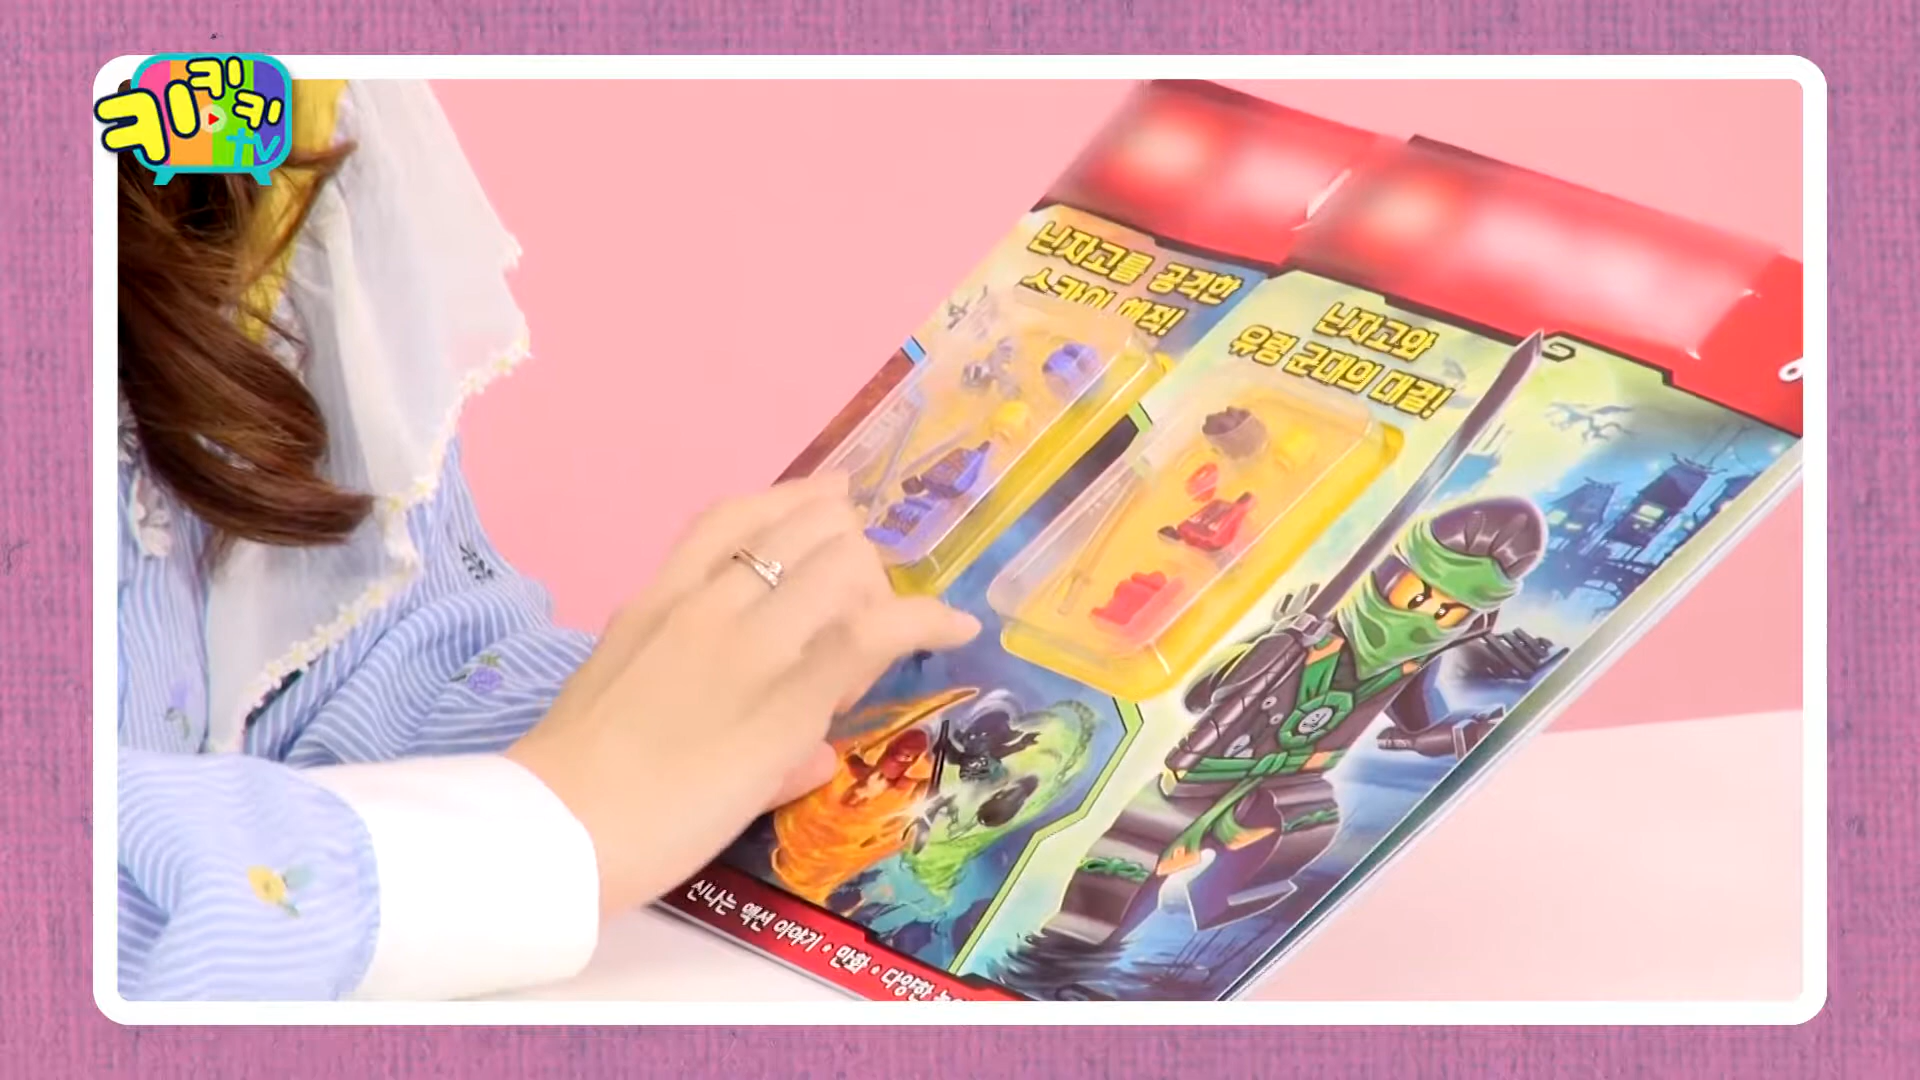 키키키키
tv
닌자고를 공격한
스카이 해적!
닌자고와
유령 군대의 대결!
신나는 액션 이야기 • 만화 • 다양한